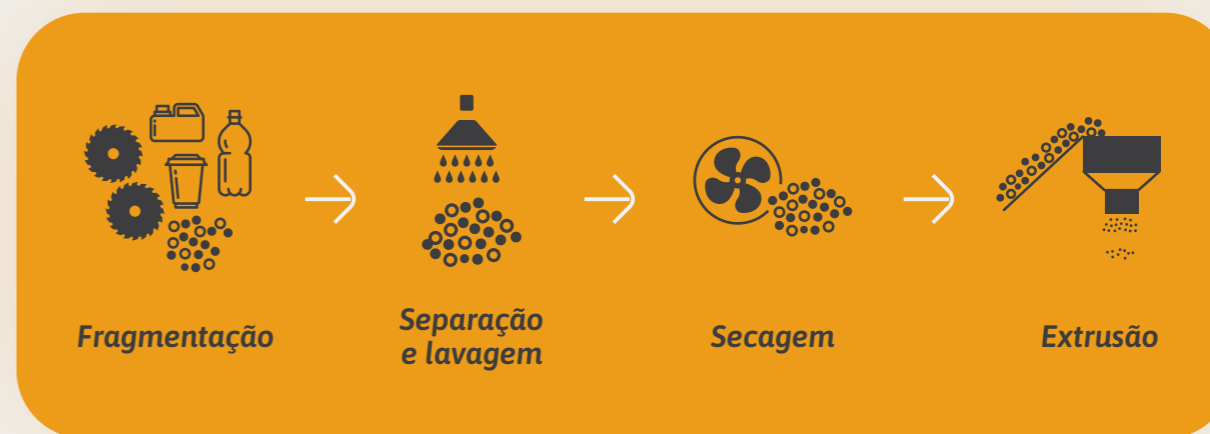 Fragmentação
Separação
e lavagem
Secagem
Extrusão